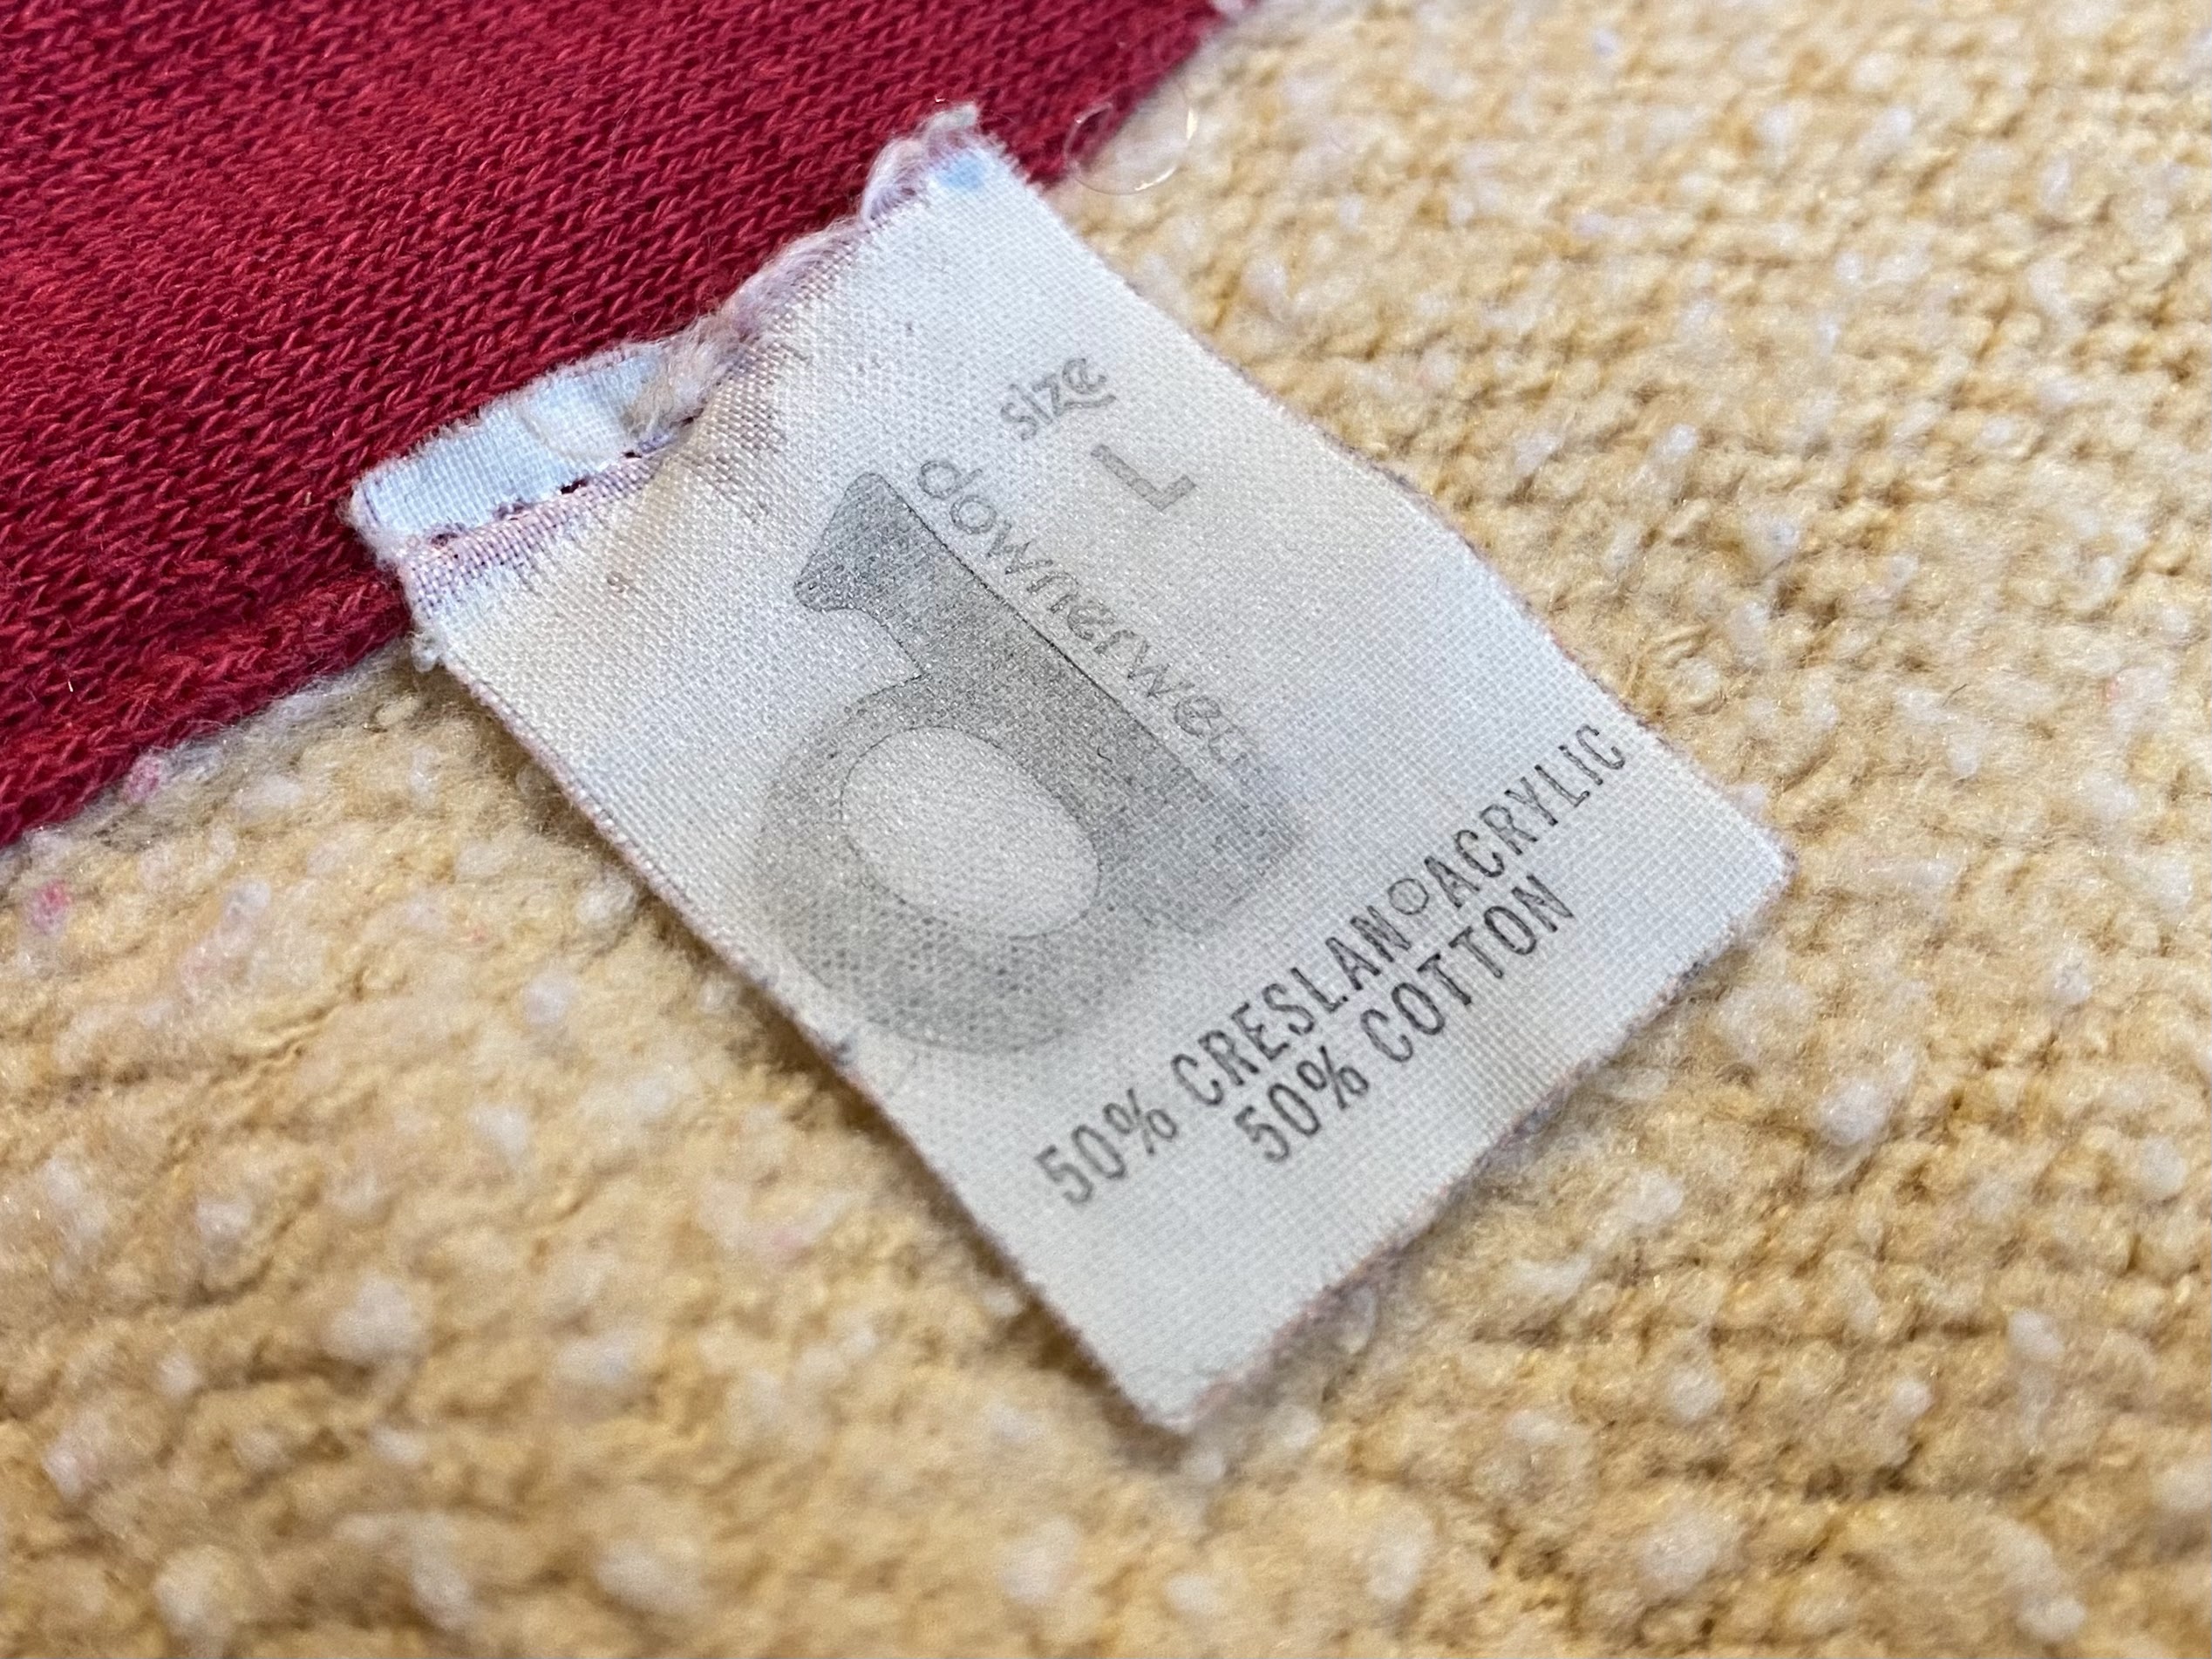 size
L
d
downerwear
50% CRESLAN® ACRYLIC
50% COTTON